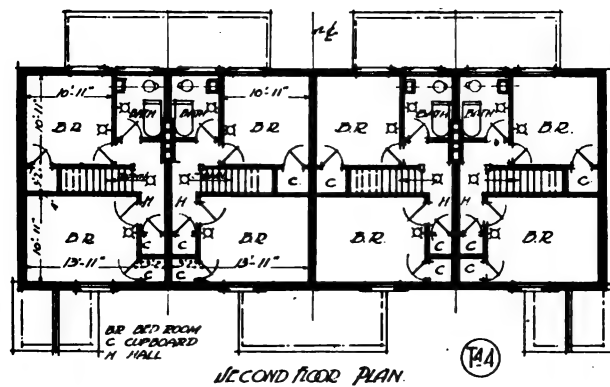 ℄
10'-11" 10'-11"
BATH BATH BATH BATH
10'-11" B.R. B.R. B.R. B.R.
C C C
H H H H
10'-11" B.R. B.R. B.R. B.R.
C C C C
13'-11" 13'-11"
C C C C
BR BED ROOM
C CUPBOARD
H HALL
SECOND FLOOR PLAN.